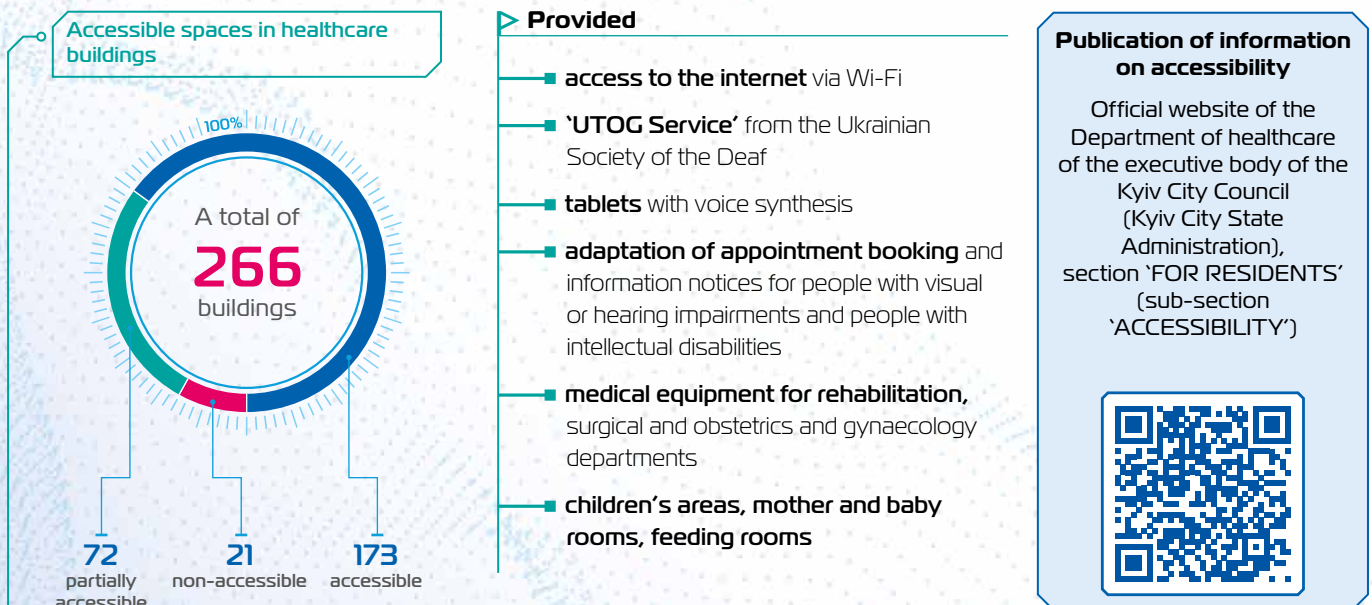 Accessible spaces in healthcare
buildings
100%
A total of
266
buildings
72
partially
accessible
21
non-accessible
173
accessible
Provided
access to the internet via Wi-Fi
‘UTOG Service’ from the Ukrainian
Society of the Deaf
tablets with voice synthesis
adaptation of appointment booking and
information notices for people with visual
or hearing impairments and people with
intellectual disabilities
medical equipment for rehabilitation,
surgical and obstetrics and gynaecology
departments
children’s areas, mother and baby
rooms, feeding rooms
Publication of information
on accessibility
Official website of the
Department of healthcare
of the executive body of the
Kyiv City Council
(Kyiv City State
Administration),
section ‘FOR RESIDENTS’
(sub-section
‘ACCESSIBILITY’)